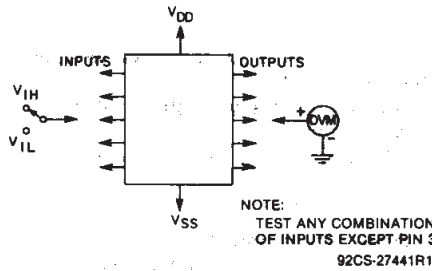 VDD
INPUTS
OUTPUTS
VIH
VIL
+
DVM
-
VSS
NOTE:
TEST ANY COMBINATION
OF INPUTS EXCEPT PIN 3
92CS-27441R1